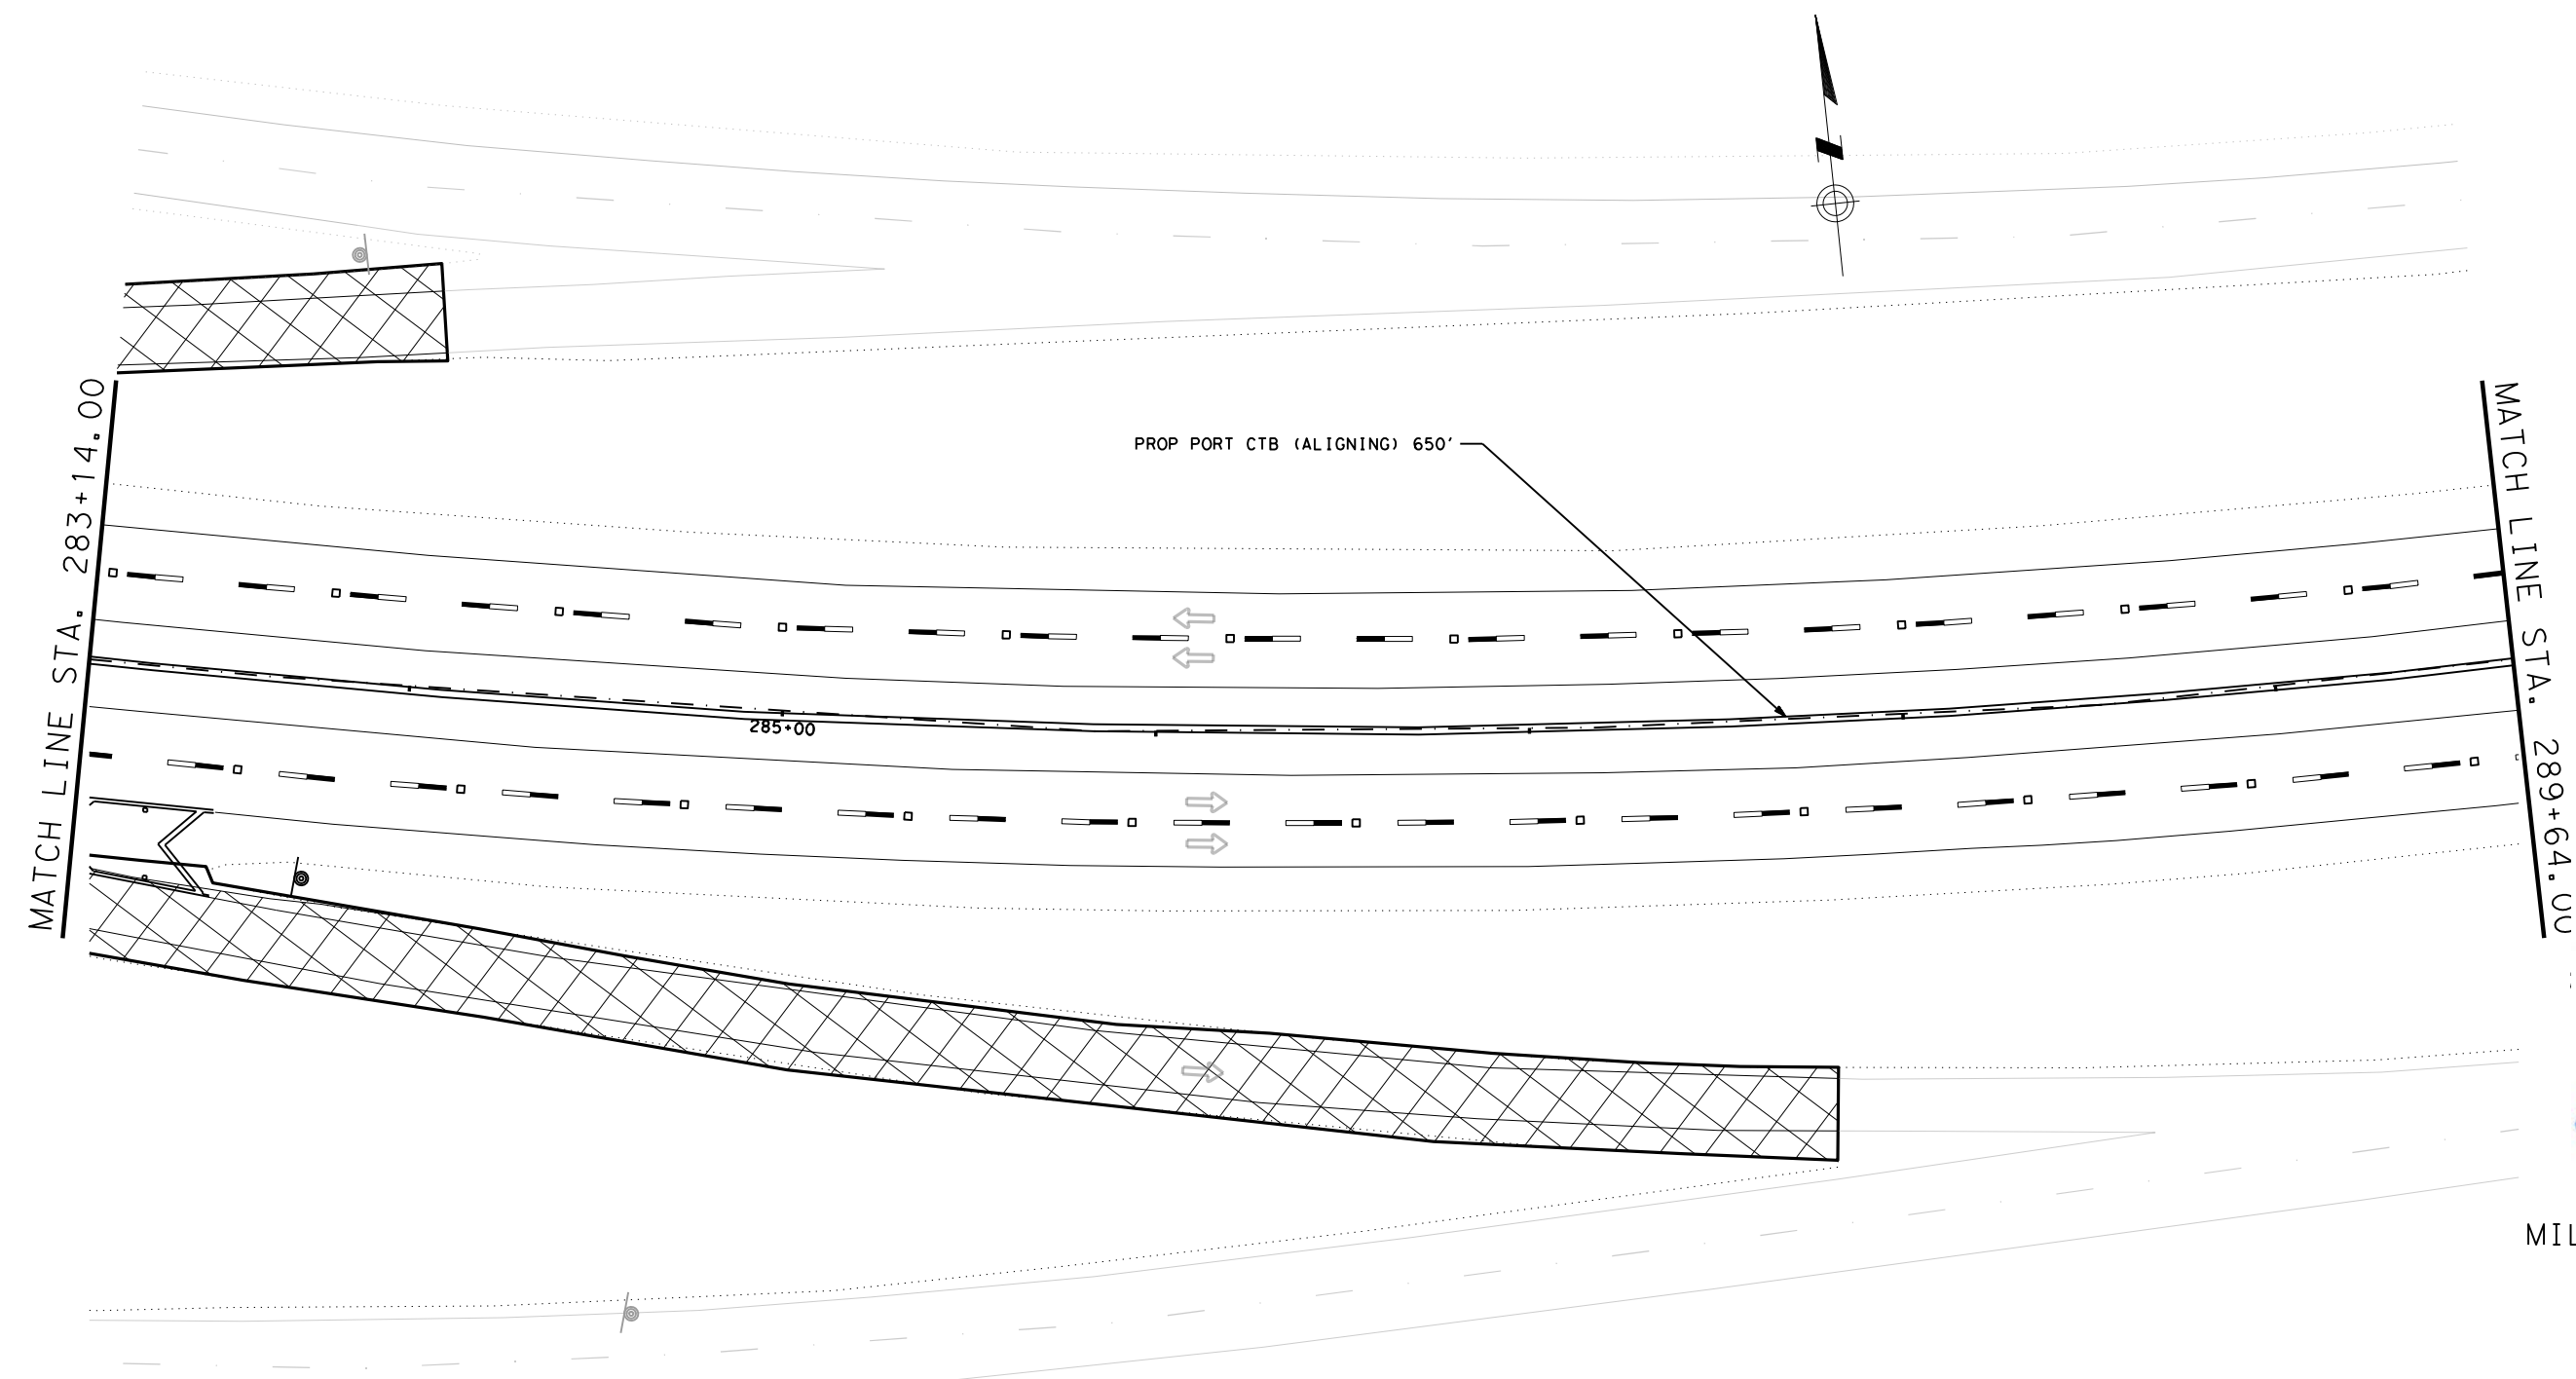 MATCH LINE STA. 283+14.00
PROP PORT CTB (ALIGNING) 650'
285+00
MATCH LINE STA. 289+64.00